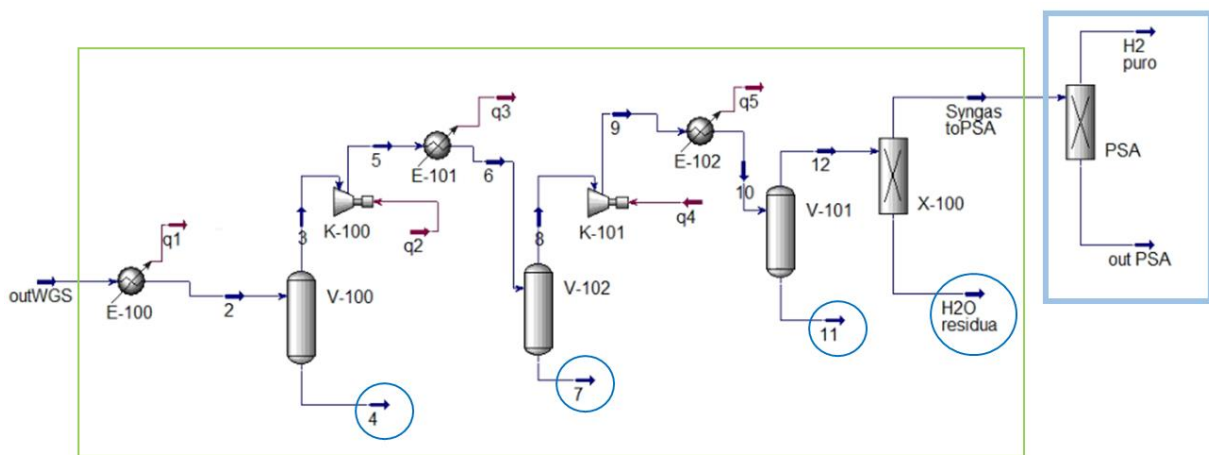 outWGS
E-100
q1
2
3
V-100
4
K-100
q2
5
E-101
q3
6
V-102
7
8
K-101
q4
9
E-102
q5
10
V-101
11
12
X-100
H2O
residua
Syngas
toPSA
PSA
H2
puro
out PSA